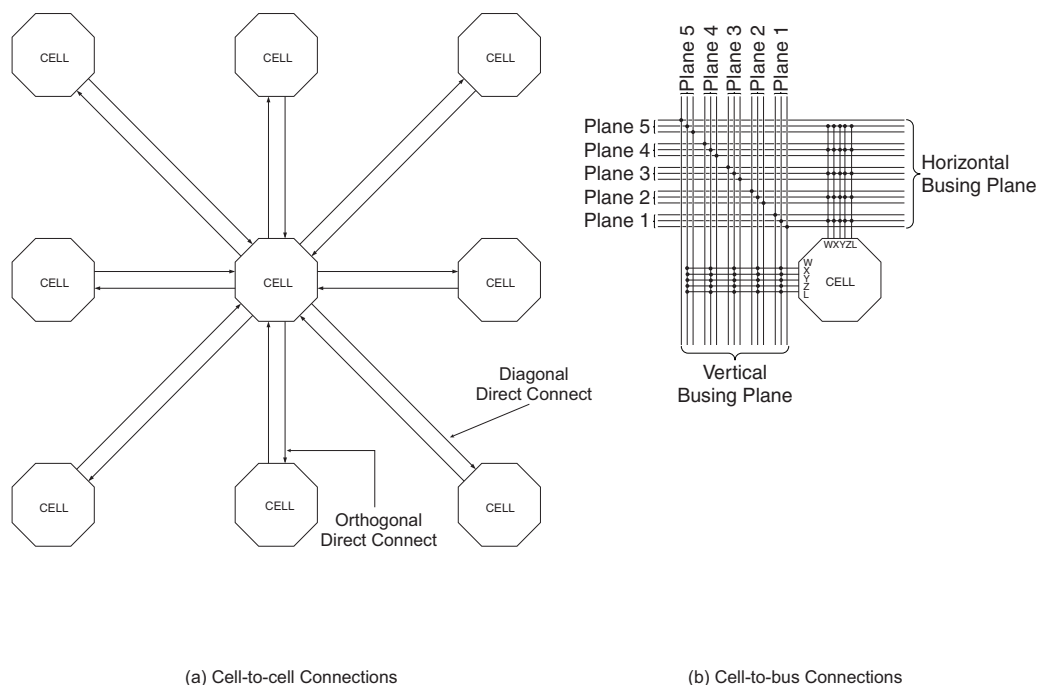 CELL
CELL
CELL
CELL
CELL
CELL
CELL
CELL
CELL
Diagonal
Direct Connect
Orthogonal
Direct Connect
(a) Cell-to-cell Connections
Plane 5
Plane 4
Plane 3
Plane 2
Plane 1
Plane 5
Plane 4
Plane 3
Plane 2
Plane 1
Horizontal
Busing Plane
WXYZL
W
X
Y
Z
L
CELL
Vertical
Busing Plane
(b) Cell-to-bus Connections